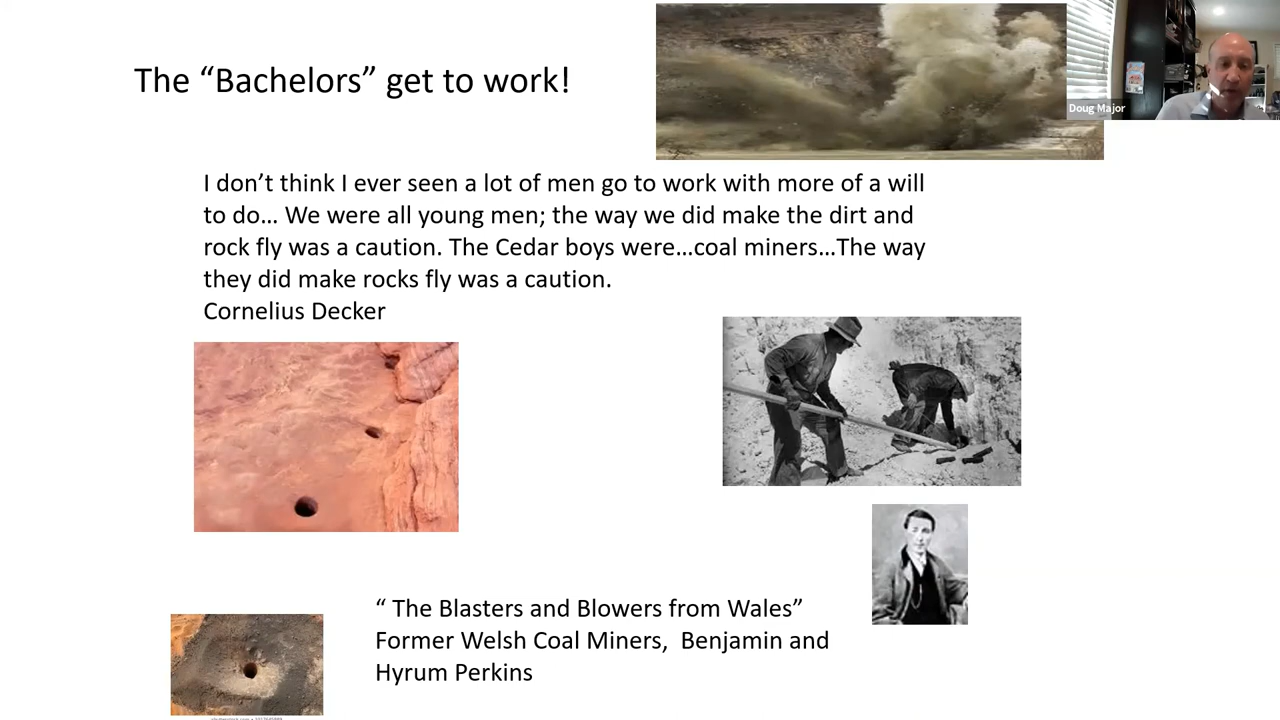 The “Bachelors” get to work!
Doug Major
I don’t think I ever seen a lot of men go to work with more of a will
to do... We were all young men; the way we did make the dirt and
rock fly was a caution. The Cedar boys were...coal miners...The way
they did make rocks fly was a caution.
Cornelius Decker
“ The Blasters and Blowers from Wales”
Former Welsh Coal Miners,  Benjamin and
Hyrum Perkins